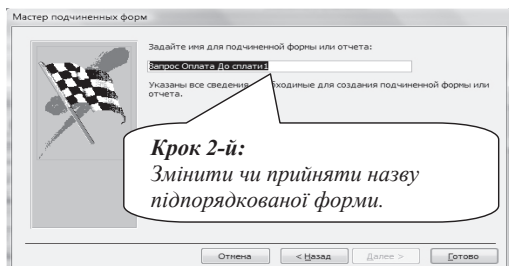 Мастер подчиненных форм
Задайте имя для подчиненной формы или отчета:
Запрос Оплата До сплати1
Указаны все сведения, необходимые для создания подчиненной формы или
отчета.
Крок 2-й:
Змінити чи прийняти назву
підпорядкованої форми.
Отмена
< Назад
Далее >
Готово